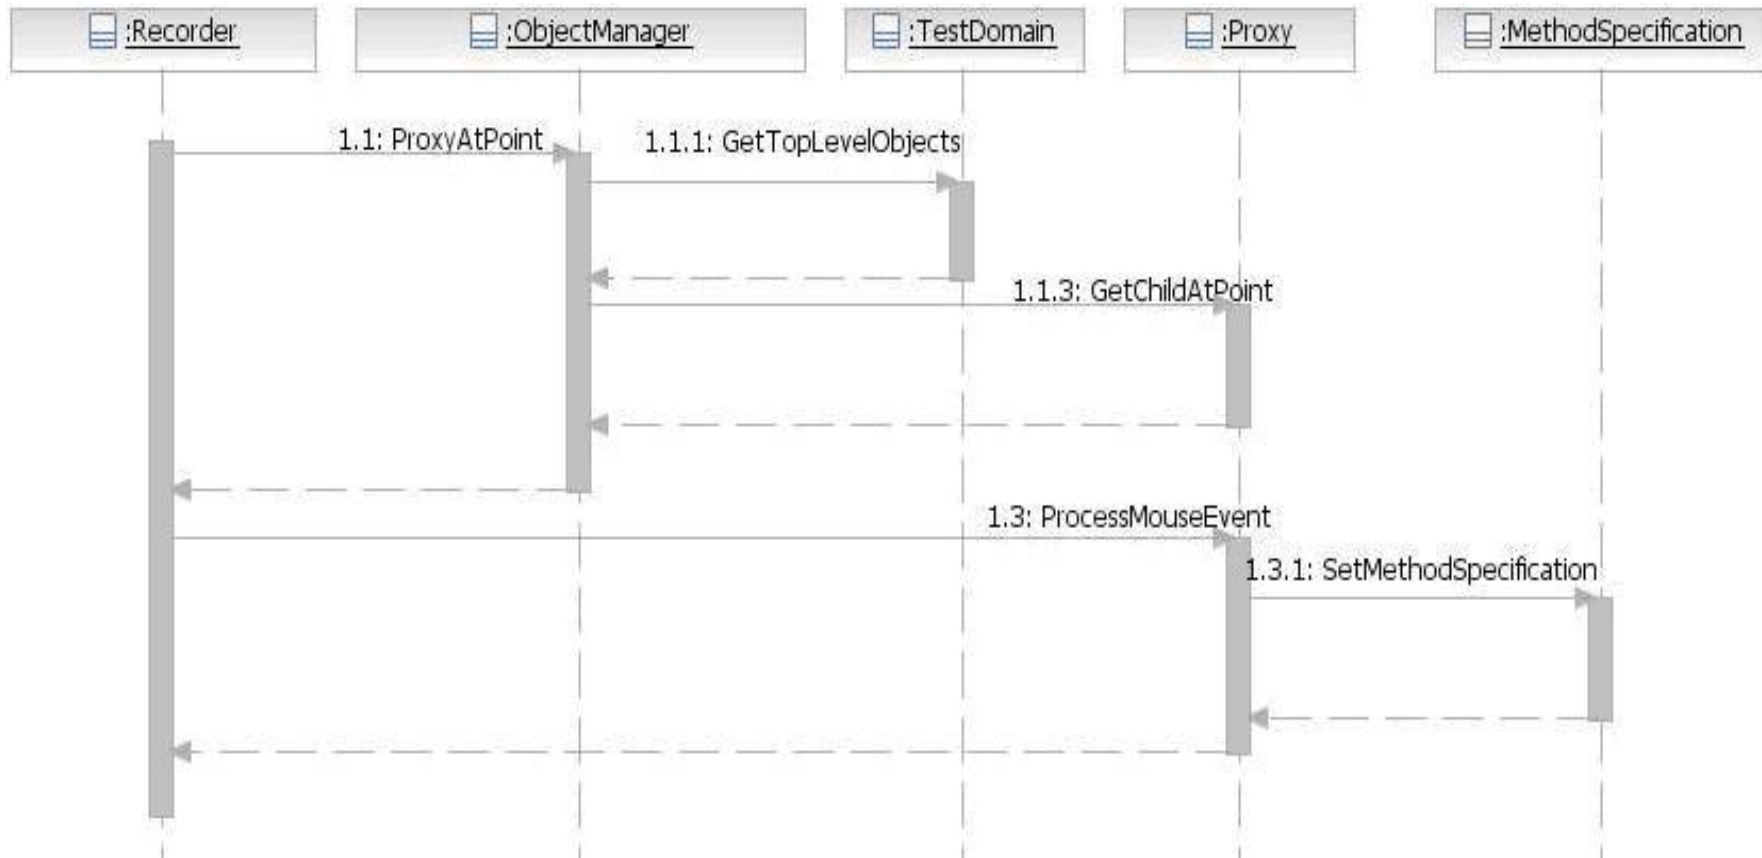 :Recorder
:ObjectManager
:TestDomain
:Proxy
:MethodSpecification
1.1: ProxyAtPoint
1.1.1: GetTopLevelObjects
1.1.3: GetChildAtPoint
1.3: ProcessMouseEvent
1.3.1: SetMethodSpecification